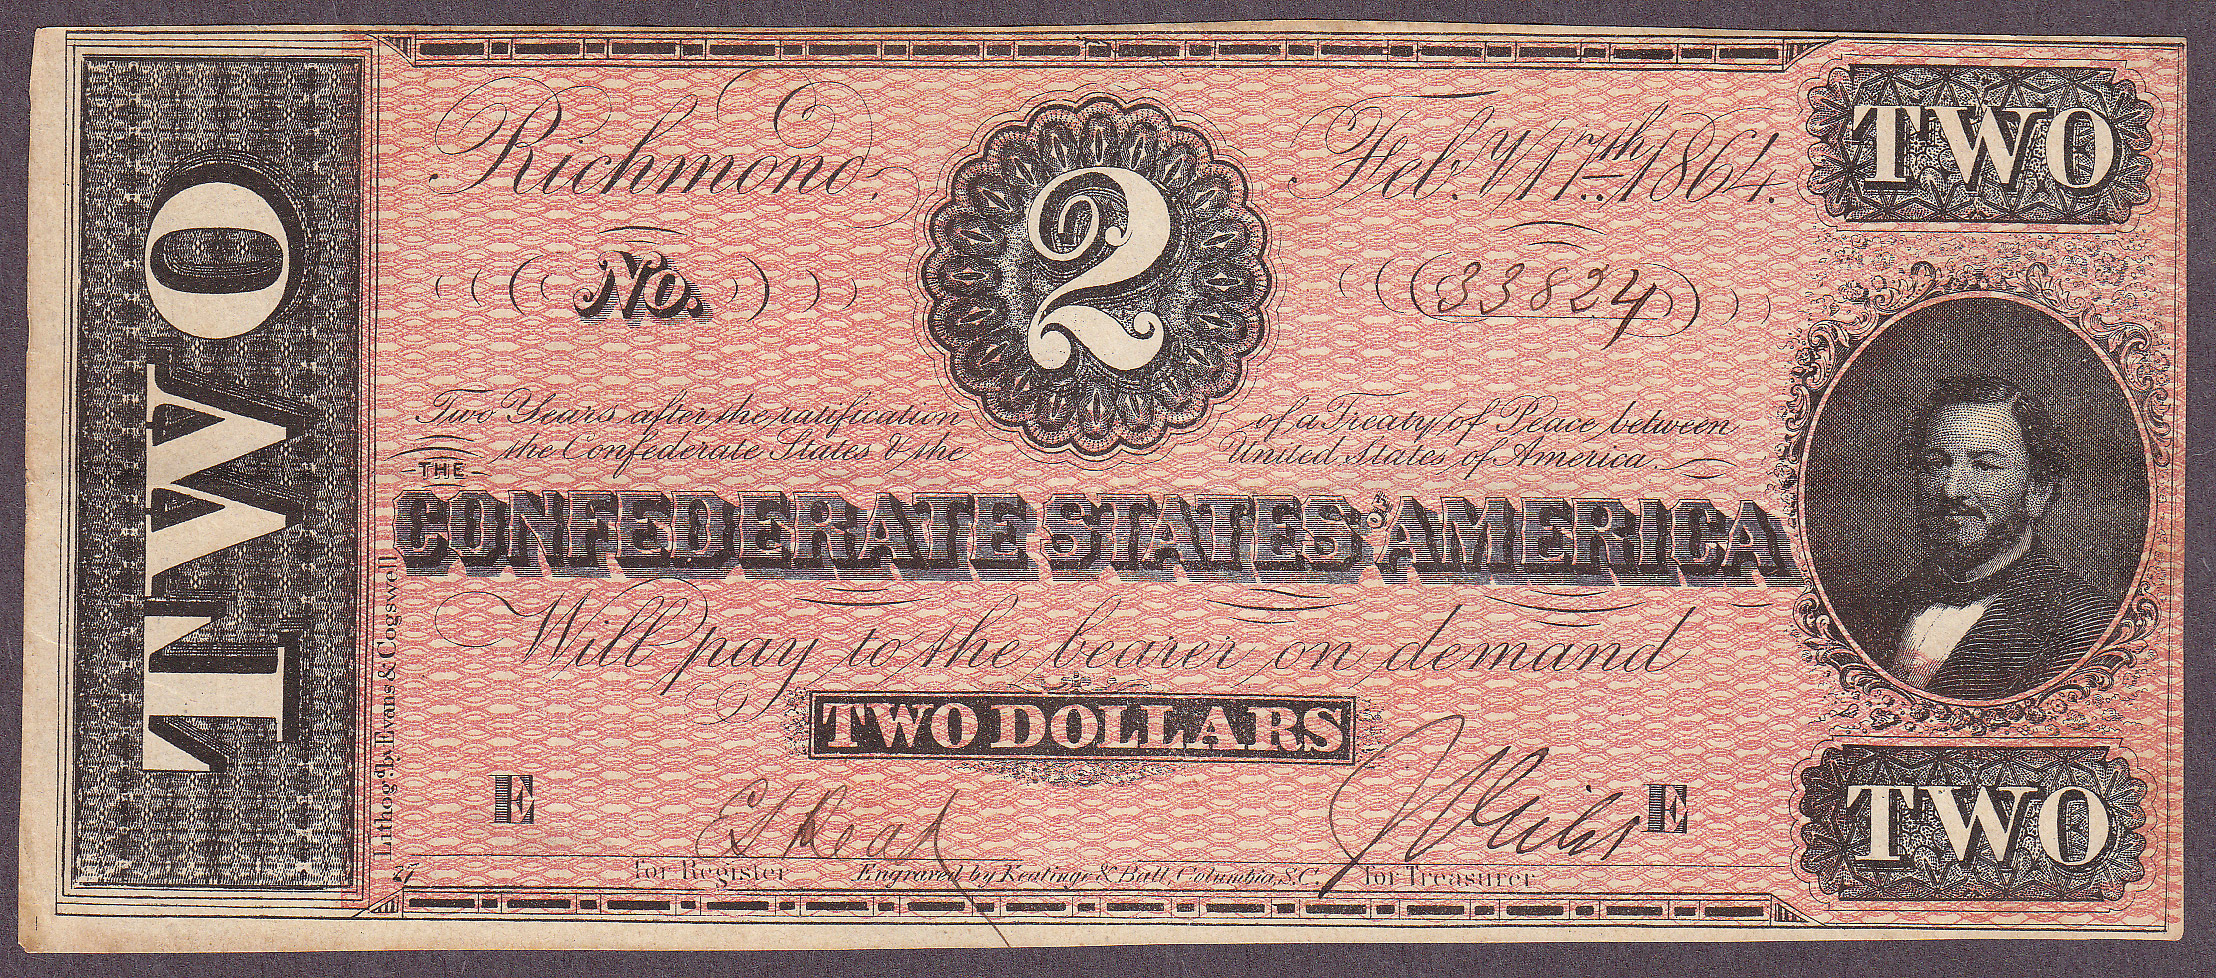 TWO
Richmond,
Feb.y 17th 1864.
TWO
2
No.
33824
Two Years after the ratification
of a Treaty of Peace between
the Confederate States & the
United States of America.
THE
CONFEDERATE STATES OF AMERICA
Will pay to the bearer on demand
TWO DOLLARS
E
E
TWO
for Register
Engraved by Keatinge & Ball, Columbia, S.C.
for Treasurer
Lithog'd by Evans & Cogswell